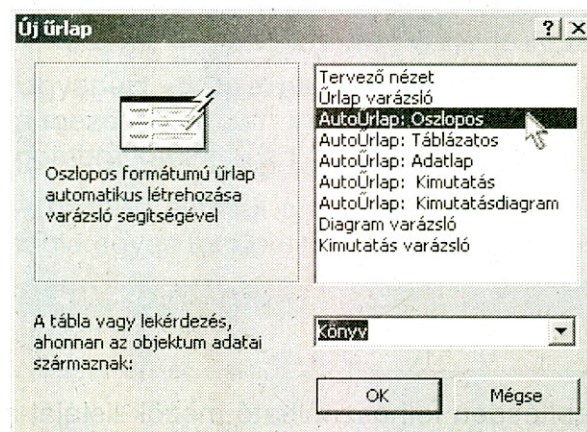 Új űrlap
Oszlopos formátumú űrlap
automatikus létrehozása
varázsló segítségével
Tervező nézet
Űrlap varázsló
AutoŰrlap: Oszlopos
AutoŰrlap: Táblázatos
AutoŰrlap: Adatlap
AutoŰrlap: Kimutatás
AutoŰrlap: Kimutatásdiagram
Diagram varázsló
Kimutatás varázsló
A tábla vagy lekérdezés,
ahonnan az objektum adatai
származnak:
Könyv
OK
Mégse